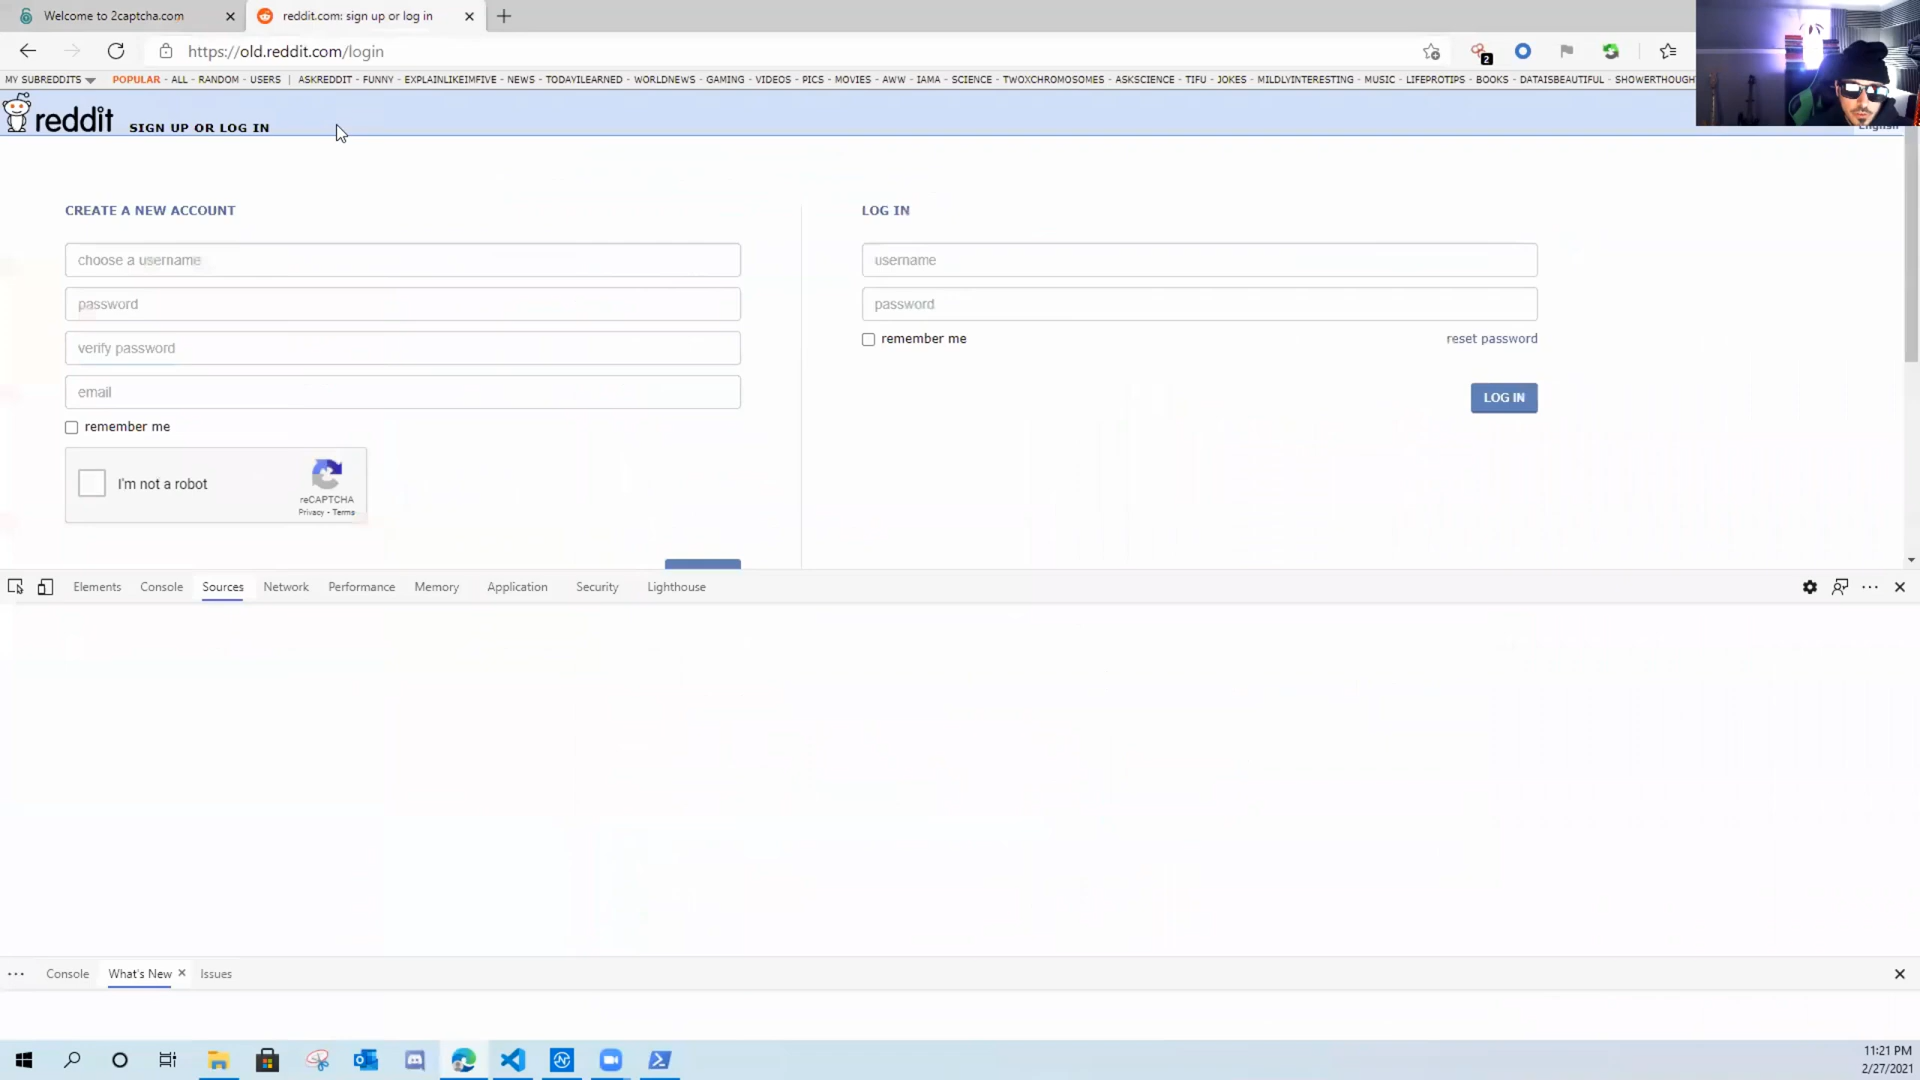 Welcome to 2captcha.com
reddit.com: sign up or log in
https://old.reddit.com/login
2
MY SUBREDDITS POPULAR - ALL - RANDOM - USERS | ASKREDDIT - FUNNY - EXPLAINLIKEIMFIVE - NEWS - TODAYILEARNED - WORLDNEWS - GAMING - VIDEOS - PICS - MOVIES - AWW - IAMA - SCIENCE - TWOXCHROMOSOMES - ASKSCIENCE - TIFU - JOKES - MILDLYINTERESTING - MUSIC - LIFEPROTIPS - BOOKS - DATAISBEAUTIFUL - SHOWERTHOUGH
reddit SIGN UP OR LOG IN
English
CREATE A NEW ACCOUNT
choose a username
password
verify password
email
remember me
I'm not a robot
reCAPTCHA
Privacy - Terms
LOG IN
username
password
remember me
reset password
LOG IN
Elements Console Sources Network Performance Memory Application Security Lighthouse
Console What's New Issues
11:21 PM
2/27/2021